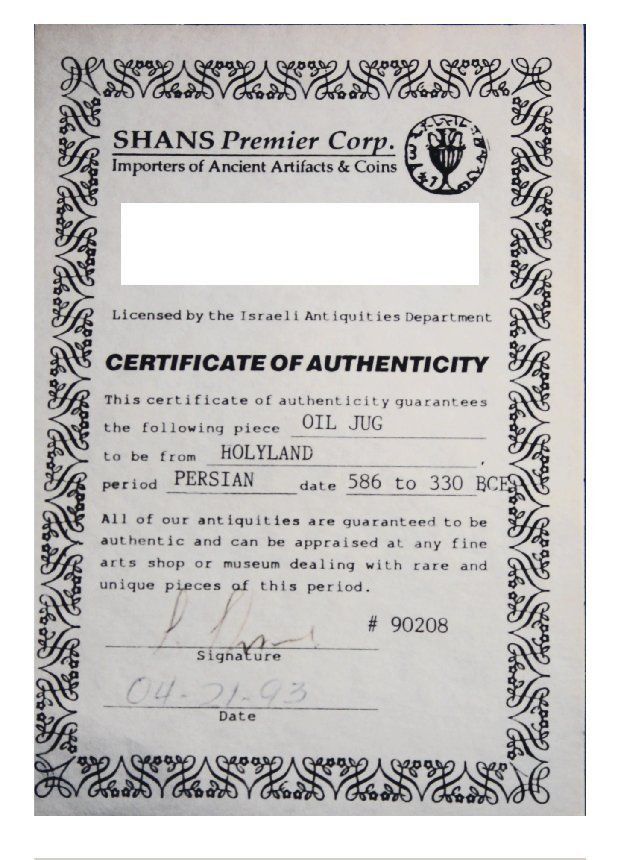 SHANS Premier Corp.
Importers of Ancient Artifacts & Coins
Licensed by the Israeli Antiquities Department
CERTIFICATE OF AUTHENTICITY
This certificate of authenticity guarantees
the following piece OIL JUG
to be from HOLYLAND,
period PERSIAN date 586 to 330 BCE
All of our antiquities are guaranteed to be
authentic and can be appraised at any fine
arts shop or museum dealing with rare and
unique pieces of this period.
# 90208
Signature
04-21-93
Date